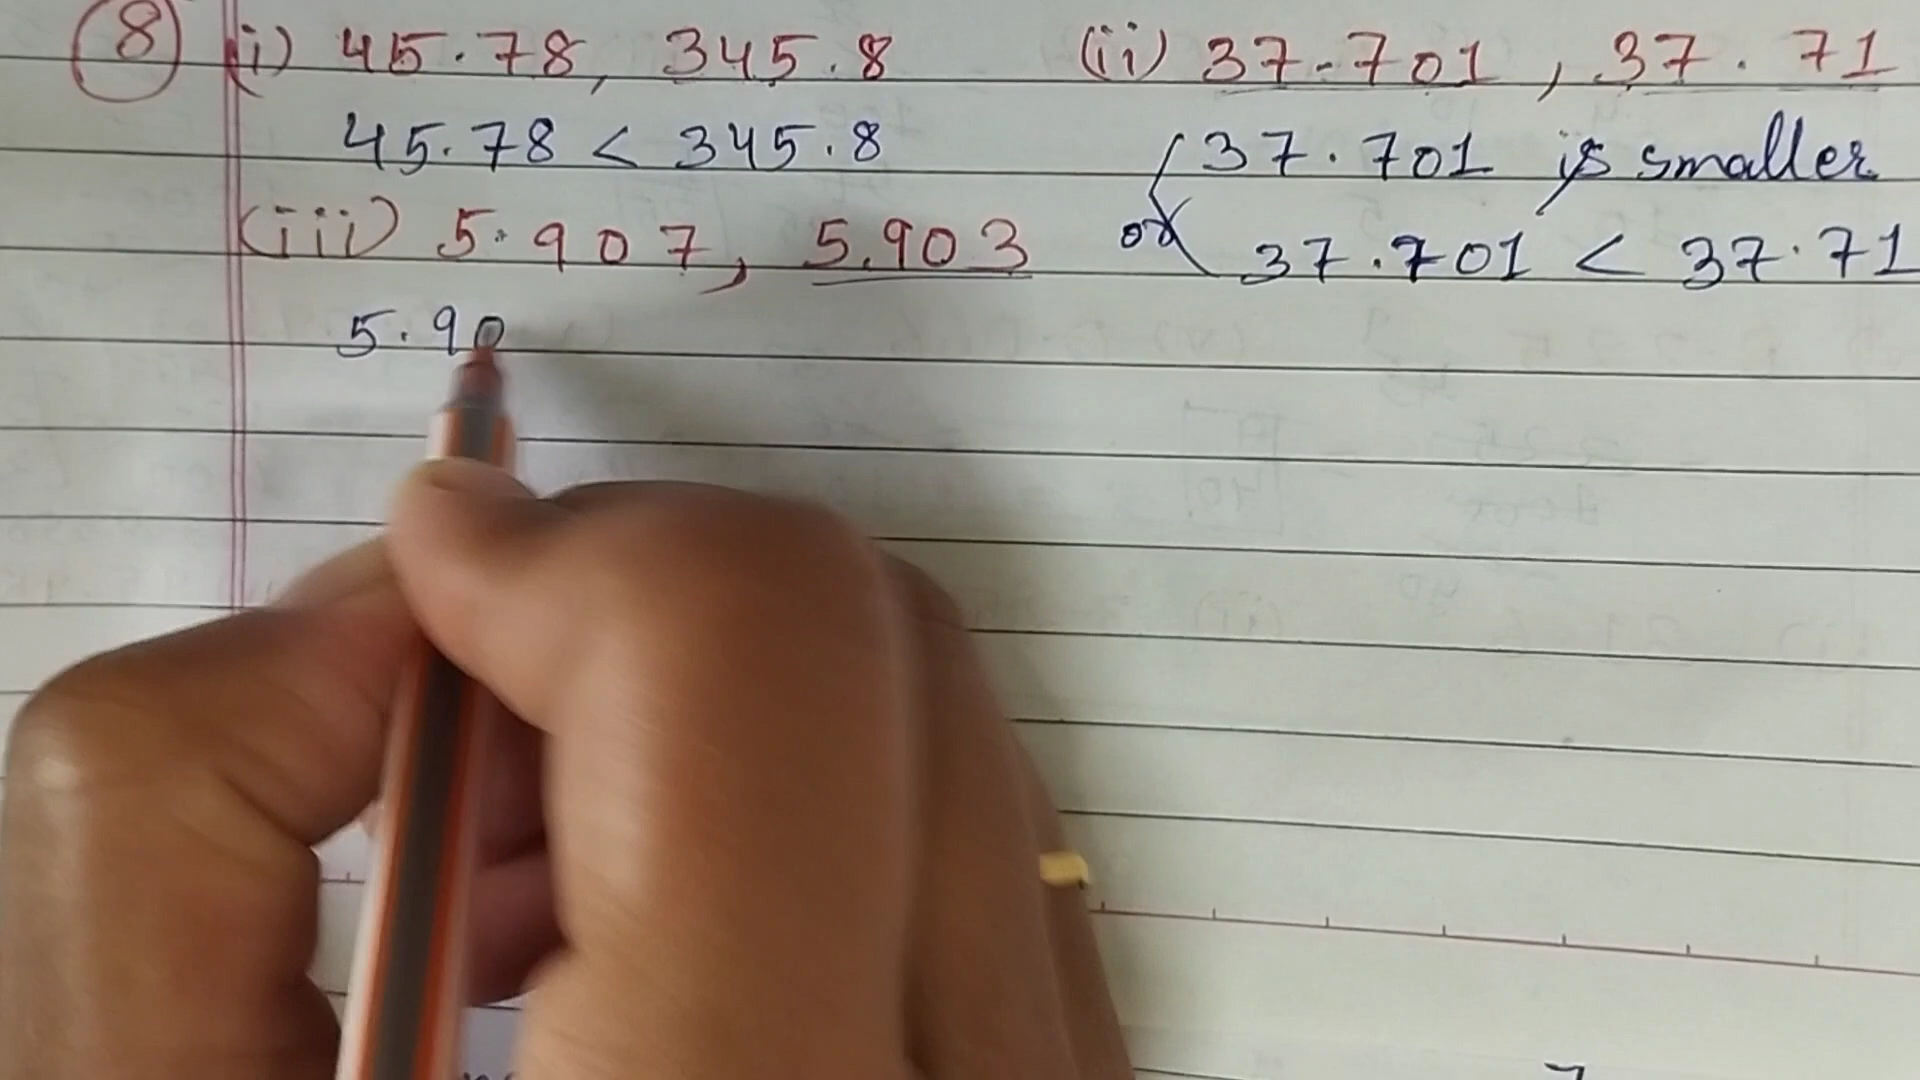 8 (i) 45.78, 345.8 (ii) 37.701, 37.71
45.78 < 345.8 37.701 is smaller
(iii) 5.907, 5.903 or 37.701 < 37.71
5.90